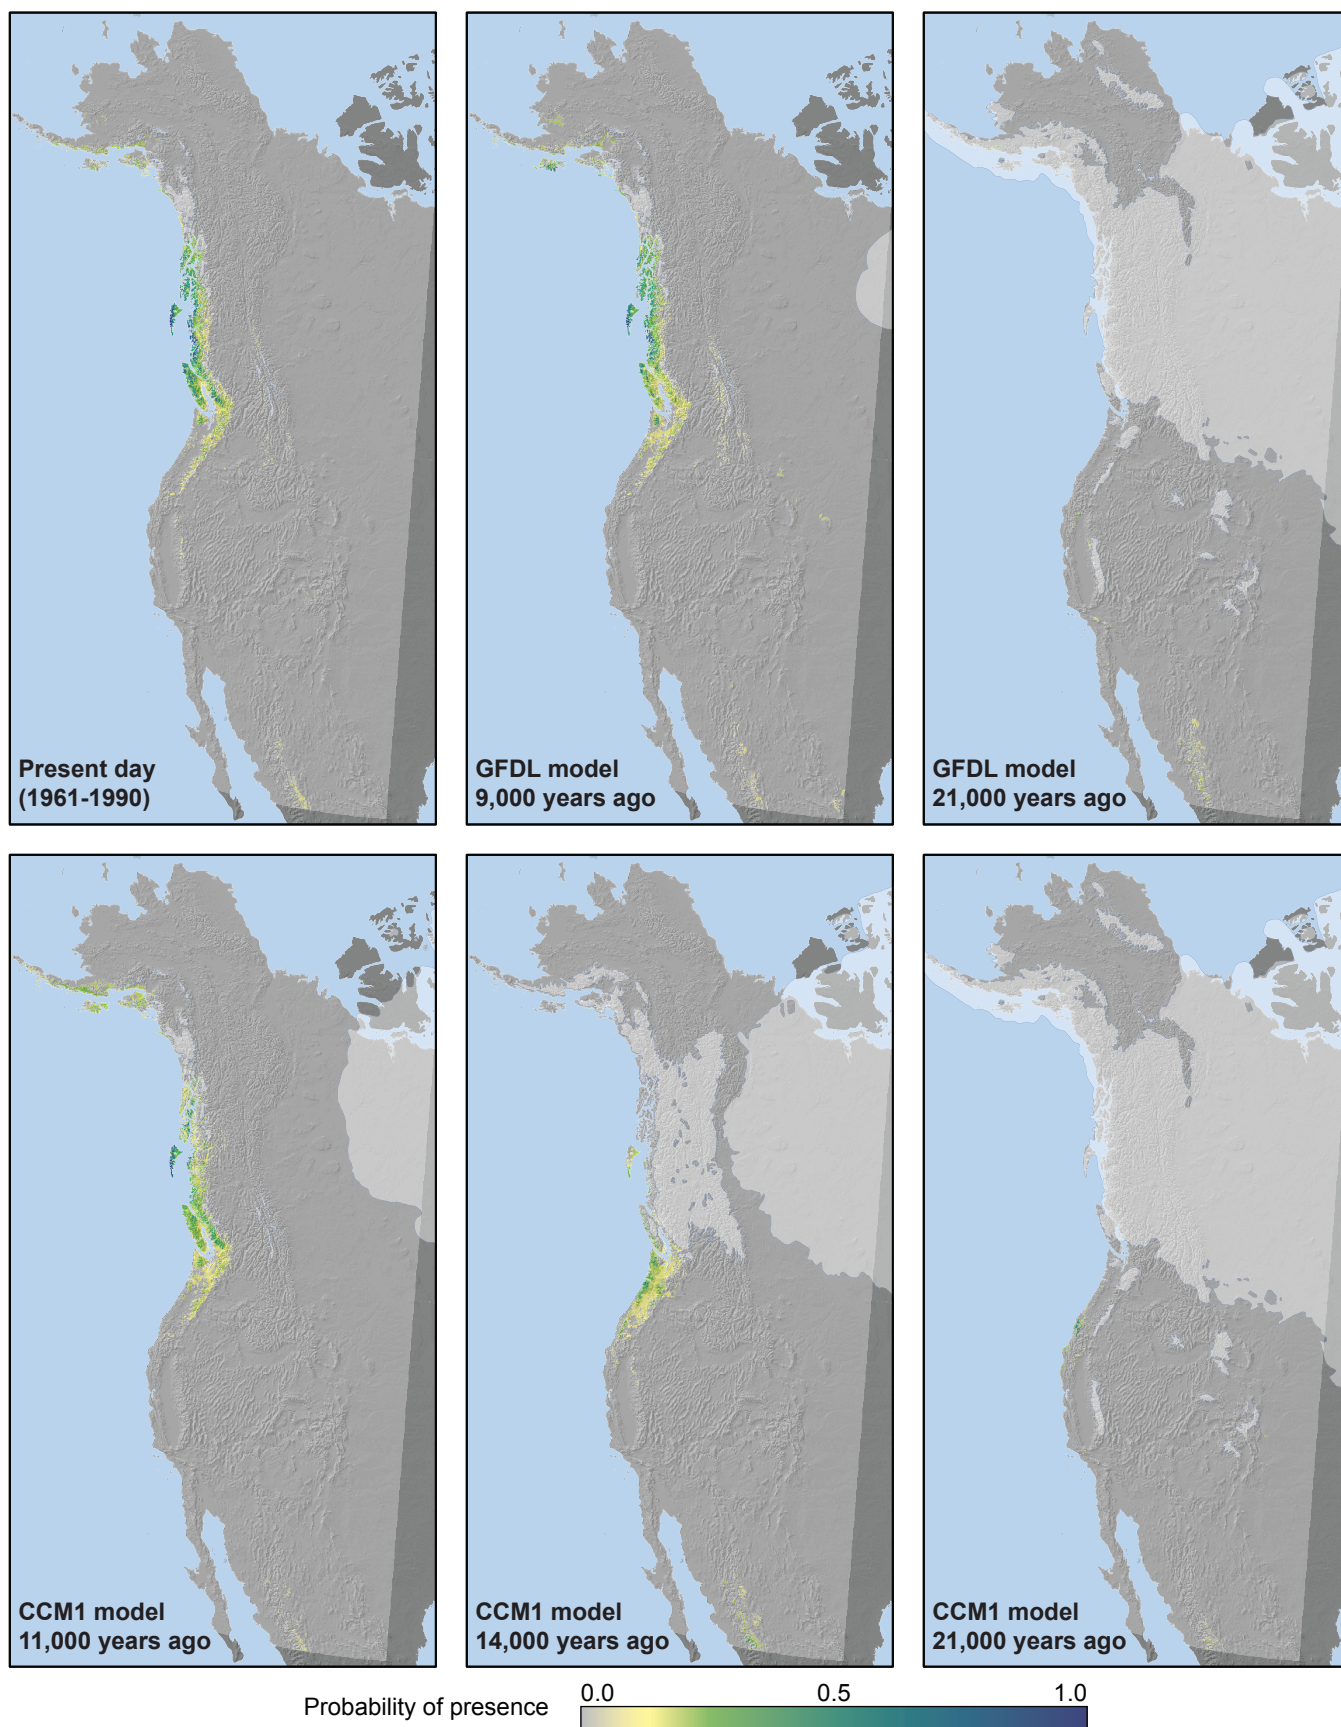 Present day
(1961-1990)
GFDL model
9,000 years ago
GFDL model
21,000 years ago
CCM1 model
11,000 years ago
CCM1 model
14,000 years ago
CCM1 model
21,000 years ago
Probability of presence
0.0 0.5 1.0